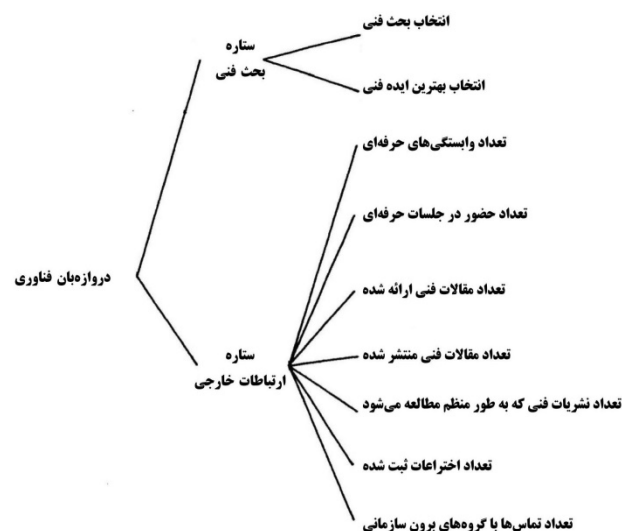 انتخاب بحث فنی
ستاره
بحث فنی
انتخاب بهترین ایده فنی
تعداد وابستگی‌های حرفه‌ای
تعداد حضور در جلسات حرفه‌ای
دروازه‌بان فناوری
تعداد مقالات فنی ارائه شده
ستاره
ارتباطات خارجی
تعداد مقالات فنی منتشر شده
تعداد نشریات فنی که به طور منظم مطالعه می‌شود
تعداد اختراعات ثبت شده
تعداد تماس‌ها با گروه‌های برون سازمانی